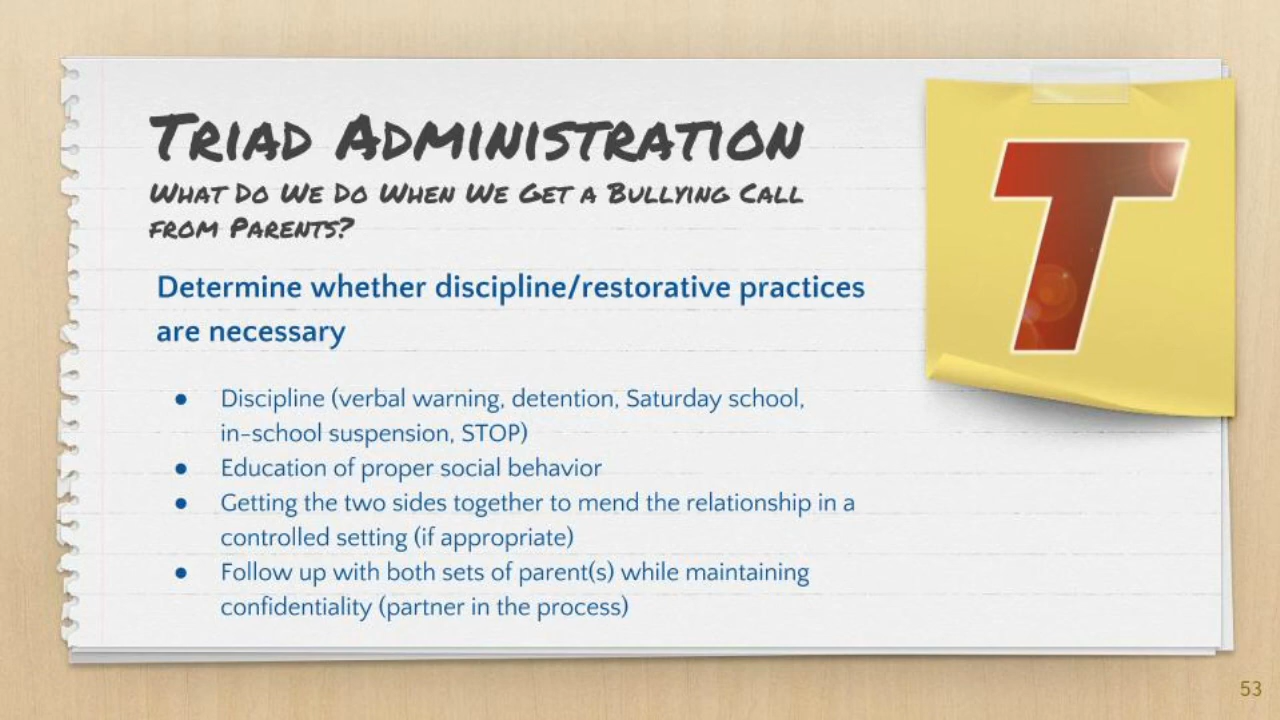 Triad Administration
What Do We Do When We Get a Bullying Call
from Parents?
T
Determine whether discipline/restorative practices
are necessary
● Discipline (verbal warning, detention, Saturday school,
in-school suspension, STOP)
● Education of proper social behavior
● Getting the two sides together to mend the relationship in a
controlled setting (if appropriate)
● Follow up with both sets of parent(s) while maintaining
confidentiality (partner in the process)
53